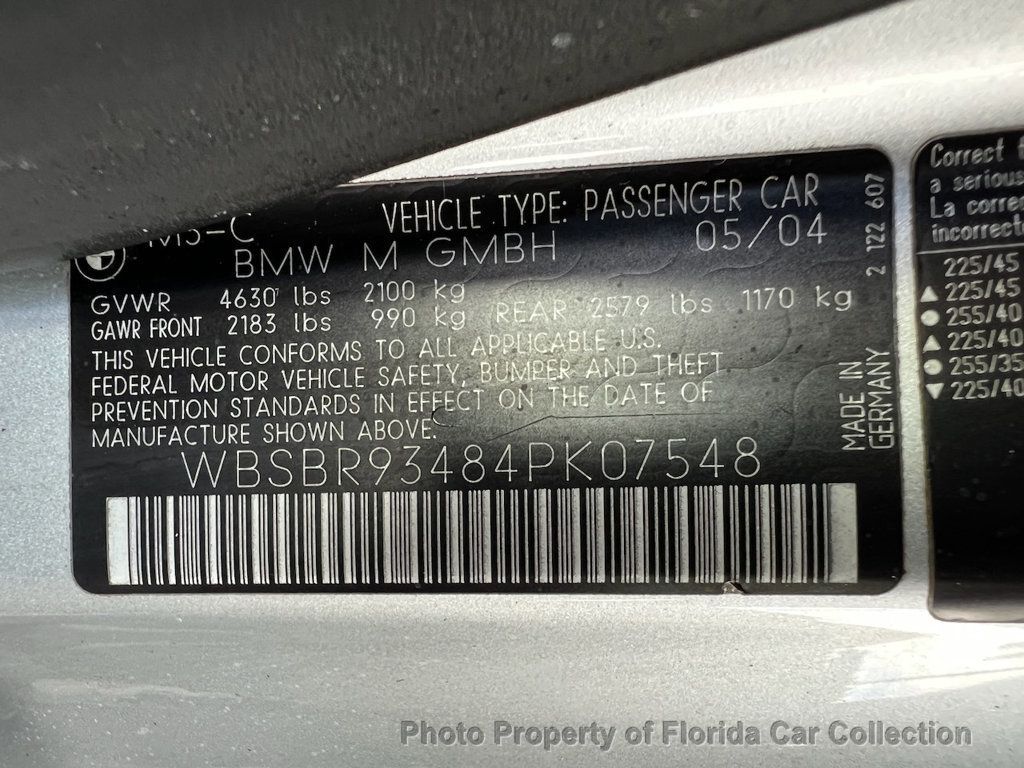 VEHICLE TYPE: PASSENGER CAR
M3-C
BMW M GMBH 05/04
GVWR 4630 lbs 2100 kg
GAWR FRONT 2183 lbs 990 kg REAR 2579 lbs 1170 kg
THIS VEHICLE CONFORMS TO ALL APPLICABLE U.S.
FEDERAL MOTOR VEHICLE SAFETY, BUMPER AND THEFT
PREVENTION STANDARDS IN EFFECT ON THE DATE OF
MANUFACTURE SHOWN ABOVE.
WBSBR93484PK07548
2 122 607
MADE IN
GERMANY
Correct
a serious
La
225/45
225/45
255/40
225/40
255/35
225/40
Photo Property of Florida Car Collection